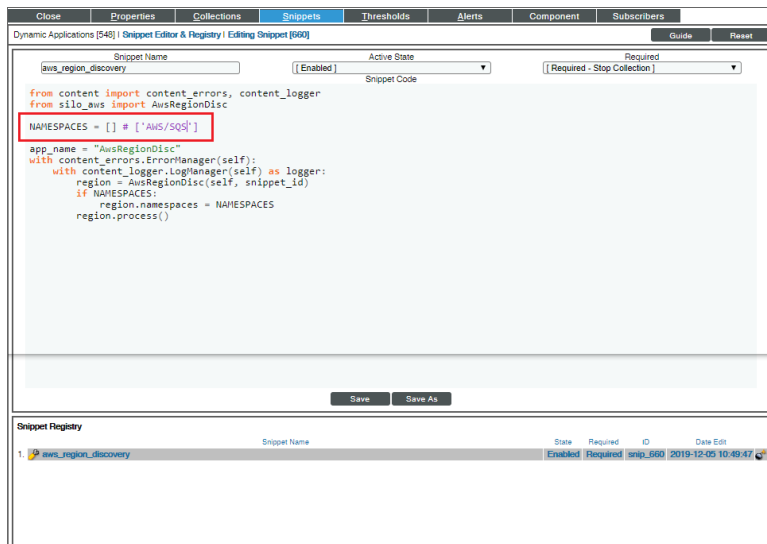 Close Properties Collections Snippets Thresholds Alerts Component Subscribers
Dynamic Applications [548] | Snippet Editor & Registry | Editing Snippet [660] Guide Reset
Snippet Name Active State Required
aws_region_discovery [ Enabled ] [ Required - Stop Collection ]
Snippet Code
from content import content_errors, content_logger
from silo_aws import AwsRegionDisc
NAMESPACES = [] # ['AWS/SQS']
app_name = "AwsRegionDisc"
with content_errors.ErrorManager(self):
with content_logger.LogManager(self) as logger:
region = AwsRegionDisc(self, snippet_id)
if NAMESPACES:
region.namespaces = NAMESPACES
region.process()
Save Save As
Snippet Registry
Snippet Name State Required ID Date Edit
1. aws_region_discovery Enabled Required snip_660 2019-12-05 10:49:47